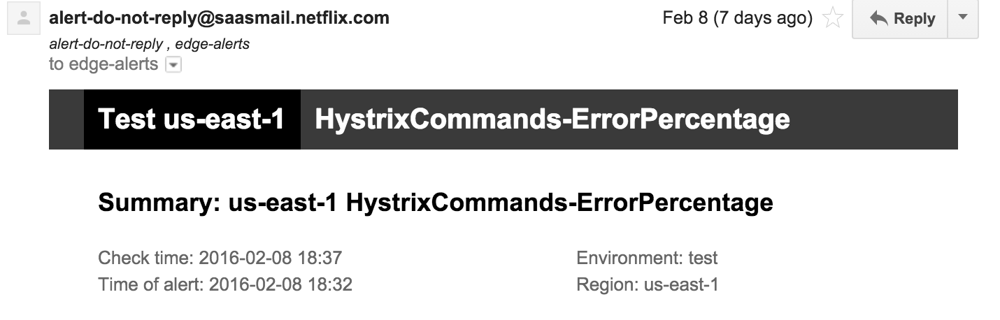 alert-do-not-reply@saasmail.netflix.com Feb 8 (7 days ago) Reply
alert-do-not-reply , edge-alerts
to edge-alerts
Test us-east-1 HystrixCommands-ErrorPercentage
Summary: us-east-1 HystrixCommands-ErrorPercentage
Check time: 2016-02-08 18:37 Environment: test
Time of alert: 2016-02-08 18:32 Region: us-east-1